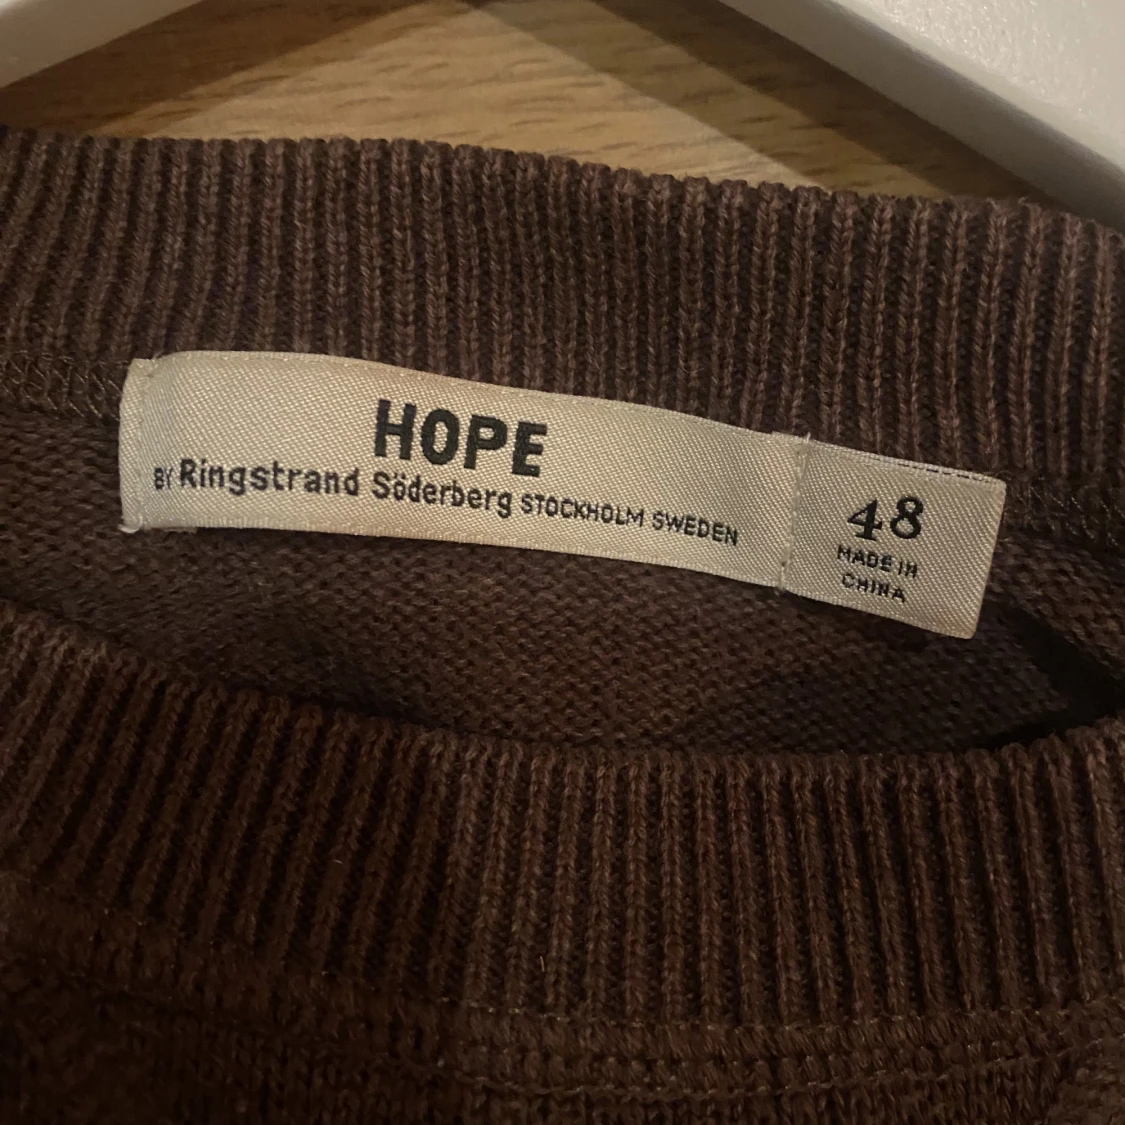 HOPE
BY Ringstrand Söderberg STOCKHOLM SWEDEN
48
MADE IN
CHINA